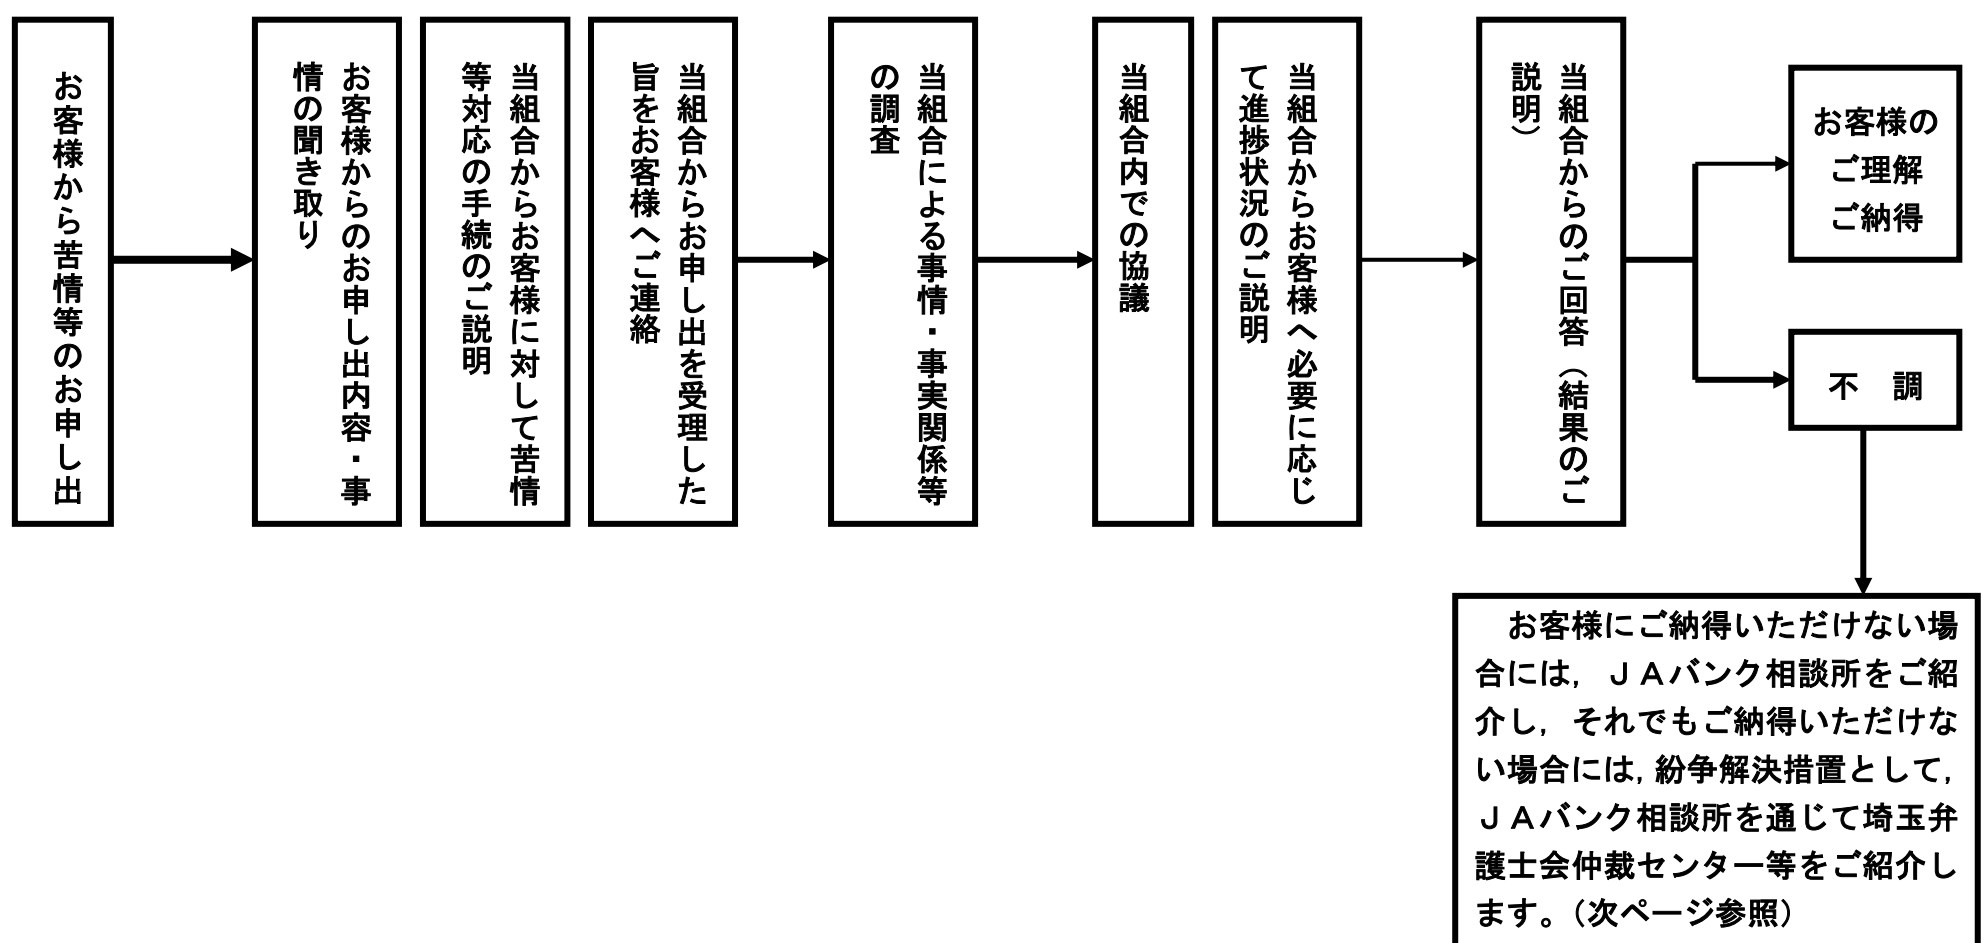 お客様から苦情等のお申し出
お客様からのお申し出内容・事
情の聞き取り
当組合からお客様に対して苦情
等対応の手続のご説明
当組合からお申し出を受理した
旨をお客様へご連絡
当組合による事情・事実関係等
の調査
当組合内での協議
当組合からお客様へ必要に応じ
て進捗状況のご説明
当組合からのご回答（結果のご
説明）
お客様の
ご理解
ご納得
不　調
　お客様にご納得いただけない場
合には，ＪＡバンク相談所をご紹
介し，それでもご納得いただけな
い場合には，紛争解決措置として，
ＪＡバンク相談所を通じて埼玉弁
護士会仲裁センター等をご紹介し
ます。（次ページ参照）